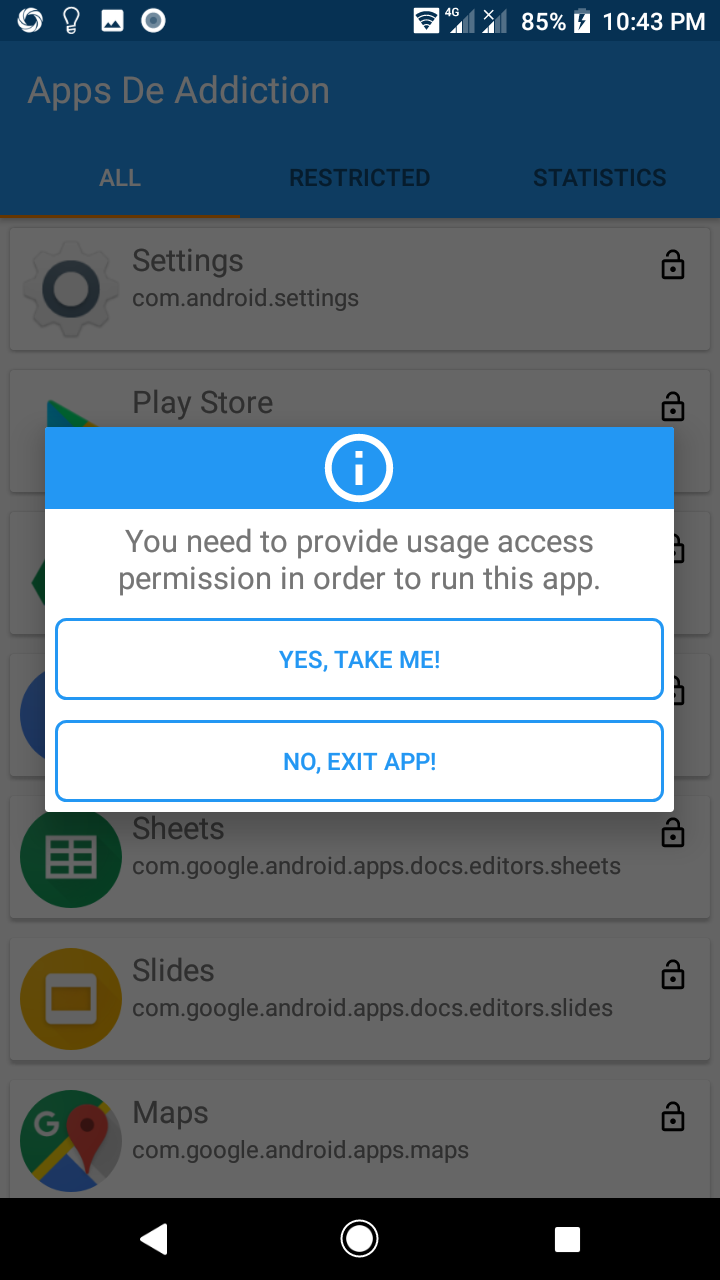 4G 85% 10:43 PM
Apps De Addiction
ALL RESTRICTED STATISTICS
Settings
com.android.settings
Play Store
You need to provide usage access
permission in order to run this app.
YES, TAKE ME!
NO, EXIT APP!
Sheets
com.google.android.apps.docs.editors.sheets
Slides
com.google.android.apps.docs.editors.slides
G
Maps
com.google.android.apps.maps